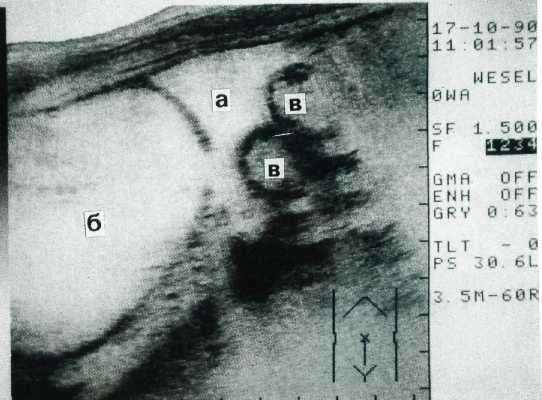 17-10-90
11:01:57
WESEL
OWA
SF 1.500
F 1234
GMA OFF
ENH OFF
GRY 0:63
TLT - 0
PS 30.6L
3.5M-60R
а
в
в
б